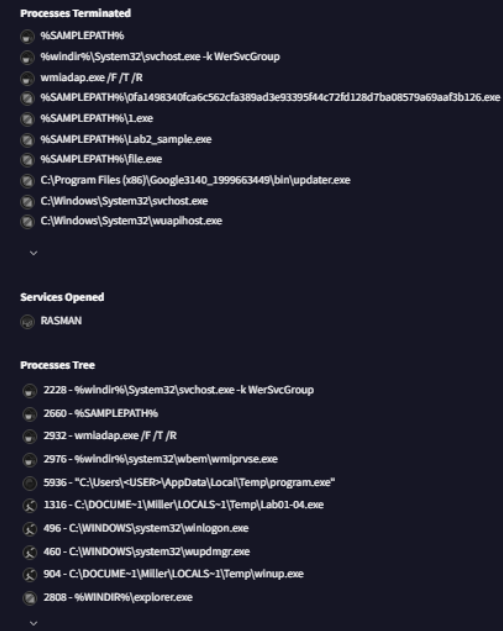 Processes Terminated
%SAMPLEPATH%
%windir%\System32\svchost.exe -k WerSvcGroup
wmiadap.exe /F /T /R
%SAMPLEPATH%\0fa1498340fca6c562cfa389ad3e93395f44c72fd128d7ba08579a69aaf3b126.exe
%SAMPLEPATH%\1.exe
%SAMPLEPATH%\Lab2_sample.exe
%SAMPLEPATH%\file.exe
C:\Program Files (x86)\Google3140_1999663449\bin\updater.exe
C:\Windows\System32\svchost.exe
C:\Windows\System32\wuapihost.exe
Services Opened
RASMAN
Processes Tree
2228 - %windir%\System32\svchost.exe -k WerSvcGroup
2660 - %SAMPLEPATH%
2932 - wmiadap.exe /F /T /R
2976 - %windir%\system32\wbem\wmiprvse.exe
5936 - "C:\Users\<USER>\AppData\Local\Temp\program.exe"
1316 - C:\DOCUME~1\Miller\LOCALS~1\Temp\Lab01-04.exe
496 - C:\WINDOWS\system32\winlogon.exe
460 - C:\WINDOWS\system32\wupdmgr.exe
904 - C:\DOCUME~1\Miller\LOCALS~1\Temp\winup.exe
2808 - %WINDIR%\explorer.exe